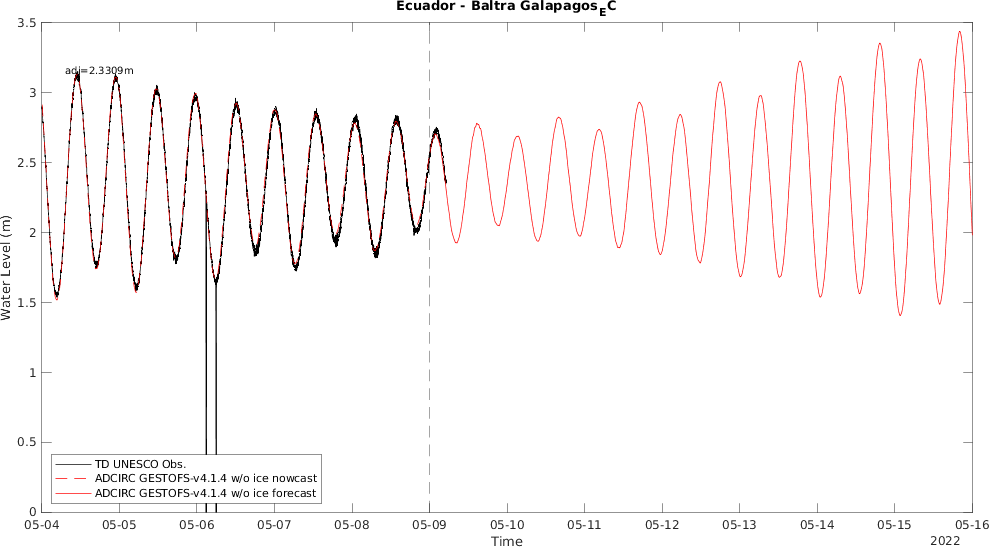 Ecuador - Baltra Galapagos_EC
3.5
3
2.5
2
1.5
1
0.5
0
Water Level (m)
adj=2.3309m
TD UNESCO Obs.
ADCIRC GESTOFS-v4.1.4 w/o ice nowcast
ADCIRC GESTOFS-v4.1.4 w/o ice forecast
05-04 05-05 05-06 05-07 05-08 05-09 05-10 05-11 05-12 05-13 05-14 05-15 05-16
Time
2022